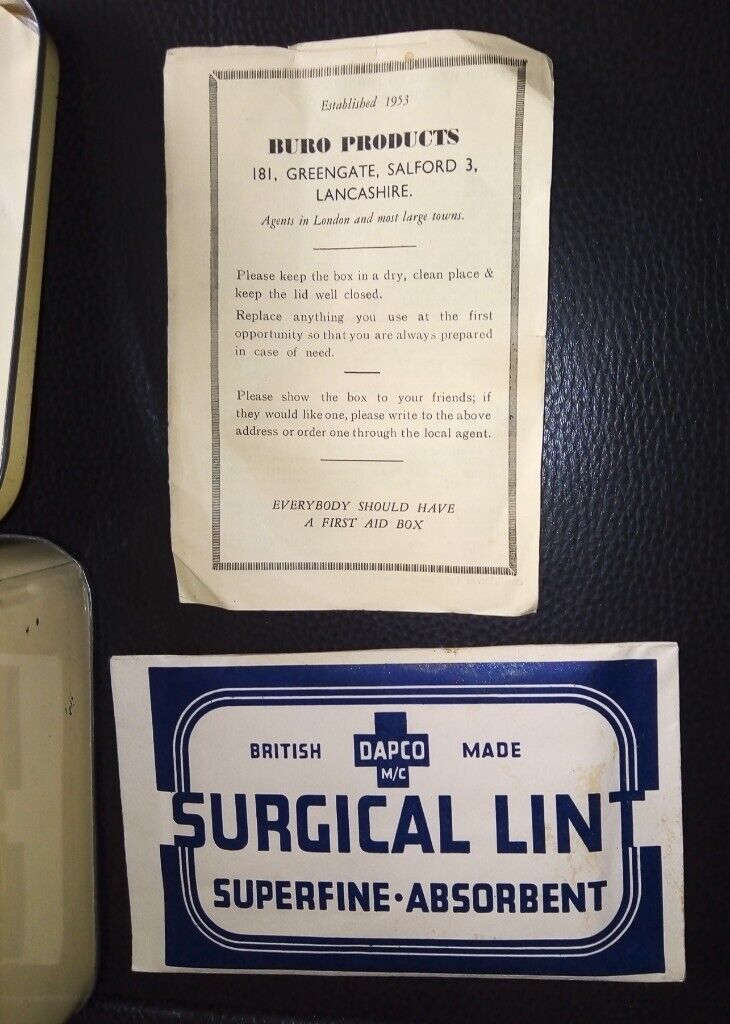 Established 1953
BURO PRODUCTS
181, GREENGATE, SALFORD 3,
LANCASHIRE.
Agents in London and most large towns.
Please keep the box in a dry, clean place &
keep the lid well closed.
Replace anything you use at the first
opportunity so that you are always prepared
in case of need.
Please show the box to your friends; if
they would like one, please write to the above
address or order one through the local agent.
EVERYBODY SHOULD HAVE
A FIRST AID BOX
BRITISH DAPCO MADE
M/C
SURGICAL LINT
SUPERFINE·ABSORBENT